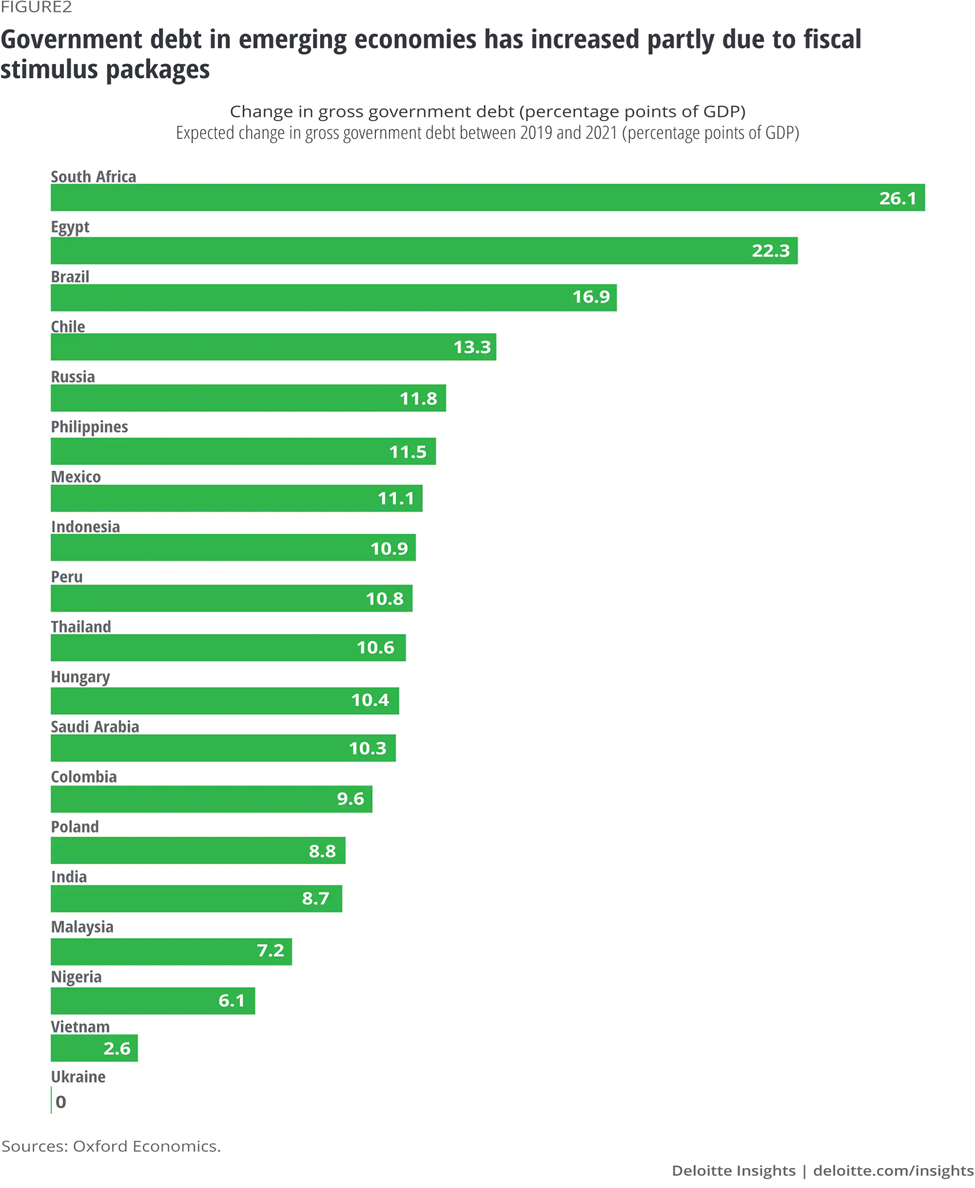 FIGURE2
Government debt in emerging economies has increased partly due to fiscal
stimulus packages
Change in gross government debt (percentage points of GDP)
Expected change in gross government debt between 2019 and 2021 (percentage points of GDP)
South Africa
26.1
Egypt
22.3
Brazil
16.9
Chile
13.3
Russia
11.8
Philippines
11.5
Mexico
11.1
Indonesia
10.9
Peru
10.8
Thailand
10.6
Hungary
10.4
Saudi Arabia
10.3
Colombia
9.6
Poland
8.8
India
8.7
Malaysia
7.2
Nigeria
6.1
Vietnam
2.6
Ukraine
0
Sources: Oxford Economics.
Deloitte Insights | deloitte.com/insights